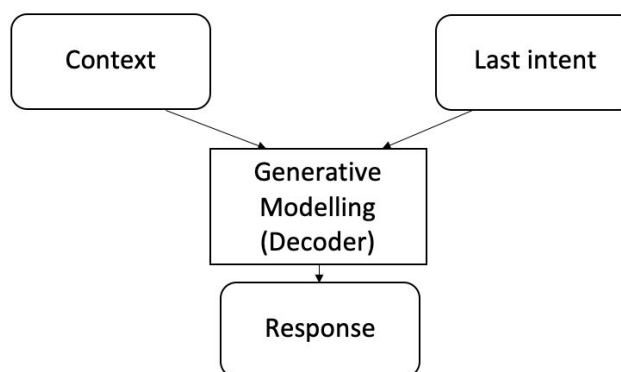 Context
Last intent
Generative
Modelling
(Decoder)
Response